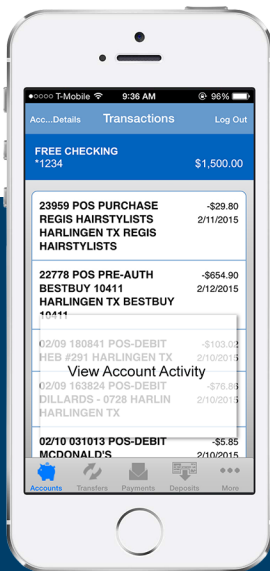 T-Mobile 9:36 AM 96%
Acc...Details Transactions Log Out
FREE CHECKING
*1234 $1,500.00
23959 POS PURCHASE -$29.80
REGIS HAIRSTYLISTS 2/11/2015
HARLINGEN TX REGIS
HAIRSTYLISTS
22778 POS PRE-AUTH -$654.90
BESTBUY 10411 2/12/2015
HARLINGEN TX BESTBUY
10411
02/09 180841 POS-DEBIT -$103.02
HEB #291 HARLINGEN TX 2/10/2015
View Account Activity
02/09 163824 POS-DEBIT -$76.86
DILLARDS - 0728 HARLIN 2/10/2015
HARLINGEN TX
02/10 031013 POS-DEBIT -$5.85
MCDONALD'S 2/10/2015
Accounts Transfers Payments Deposits More